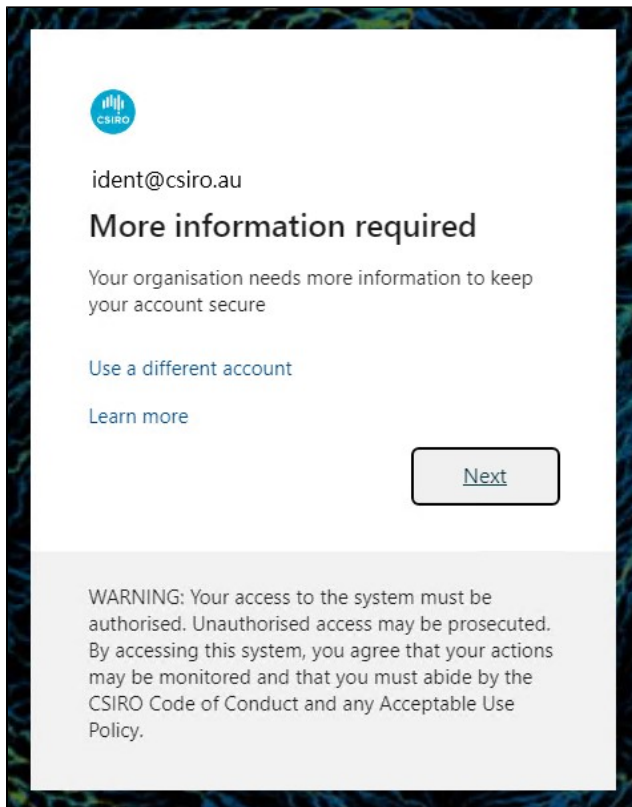 CSIRO
ident@csiro.au
More information required
Your organisation needs more information to keep
your account secure
Use a different account
Learn more
Next
WARNING: Your access to the system must be
authorised. Unauthorised access may be prosecuted.
By accessing this system, you agree that your actions
may be monitored and that you must abide by the
CSIRO Code of Conduct and any Acceptable Use
Policy.